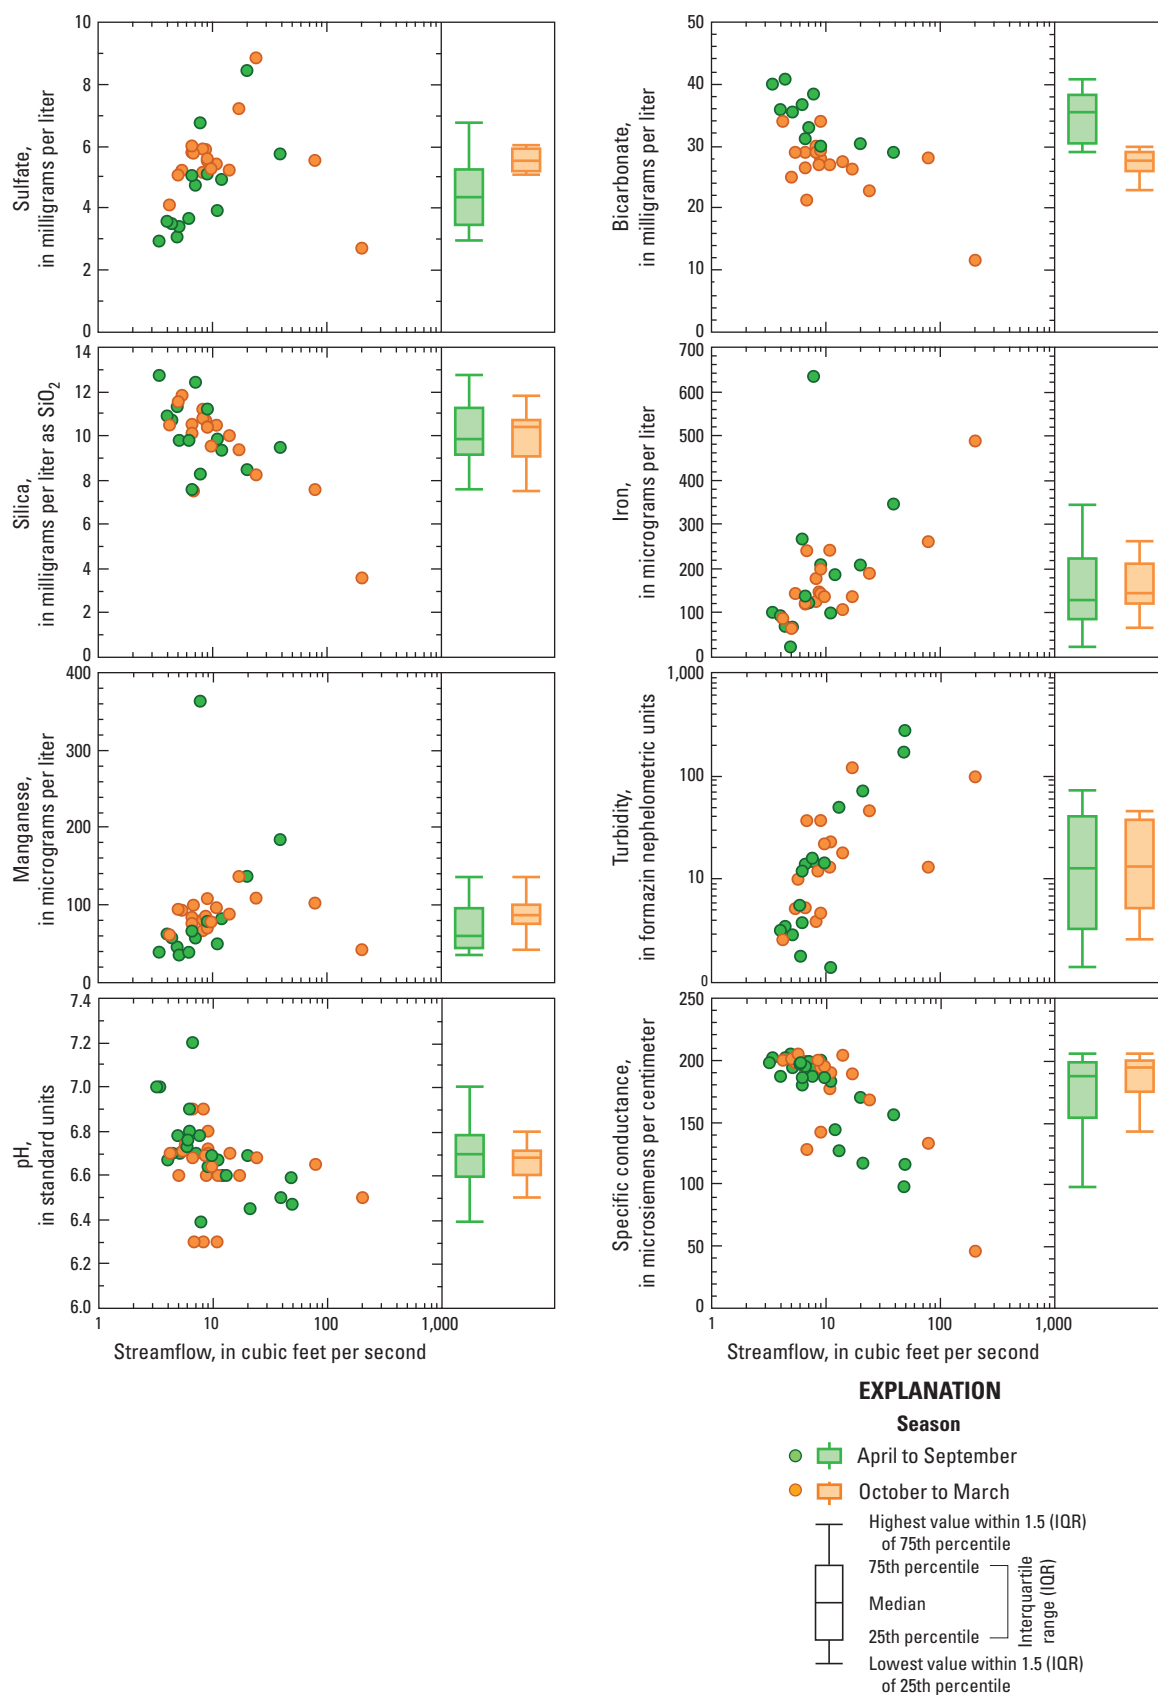 Sulfate,
in milligrams per liter
10
8
6
4
2
0
Bicarbonate,
in milligrams per liter
50
40
30
20
10
0
Silica,
in milligrams per liter as SiO2
14
12
10
8
6
4
2
0
Iron,
in micrograms per liter
700
600
500
400
300
200
100
0
Manganese,
in micrograms per liter
400
300
200
100
0
Turbidity,
in formazin nephelometric units
1,000
100
10
0
pH,
in standard units
7.4
7.2
7.0
6.8
6.6
6.4
6.2
6.0
1 10 100 1,000
Streamflow, in cubic feet per second
Specific conductance,
in microsiemens per centimeter
250
200
150
100
50
0
1 10 100 1,000
Streamflow, in cubic feet per second
EXPLANATION
Season
April to September
October to March
Highest value within 1.5 (IQR)
of 75th percentile
75th percentile
Median
25th percentile
Interquartile
range (IQR)
Lowest value within 1.5 (IQR)
of 25th percentile